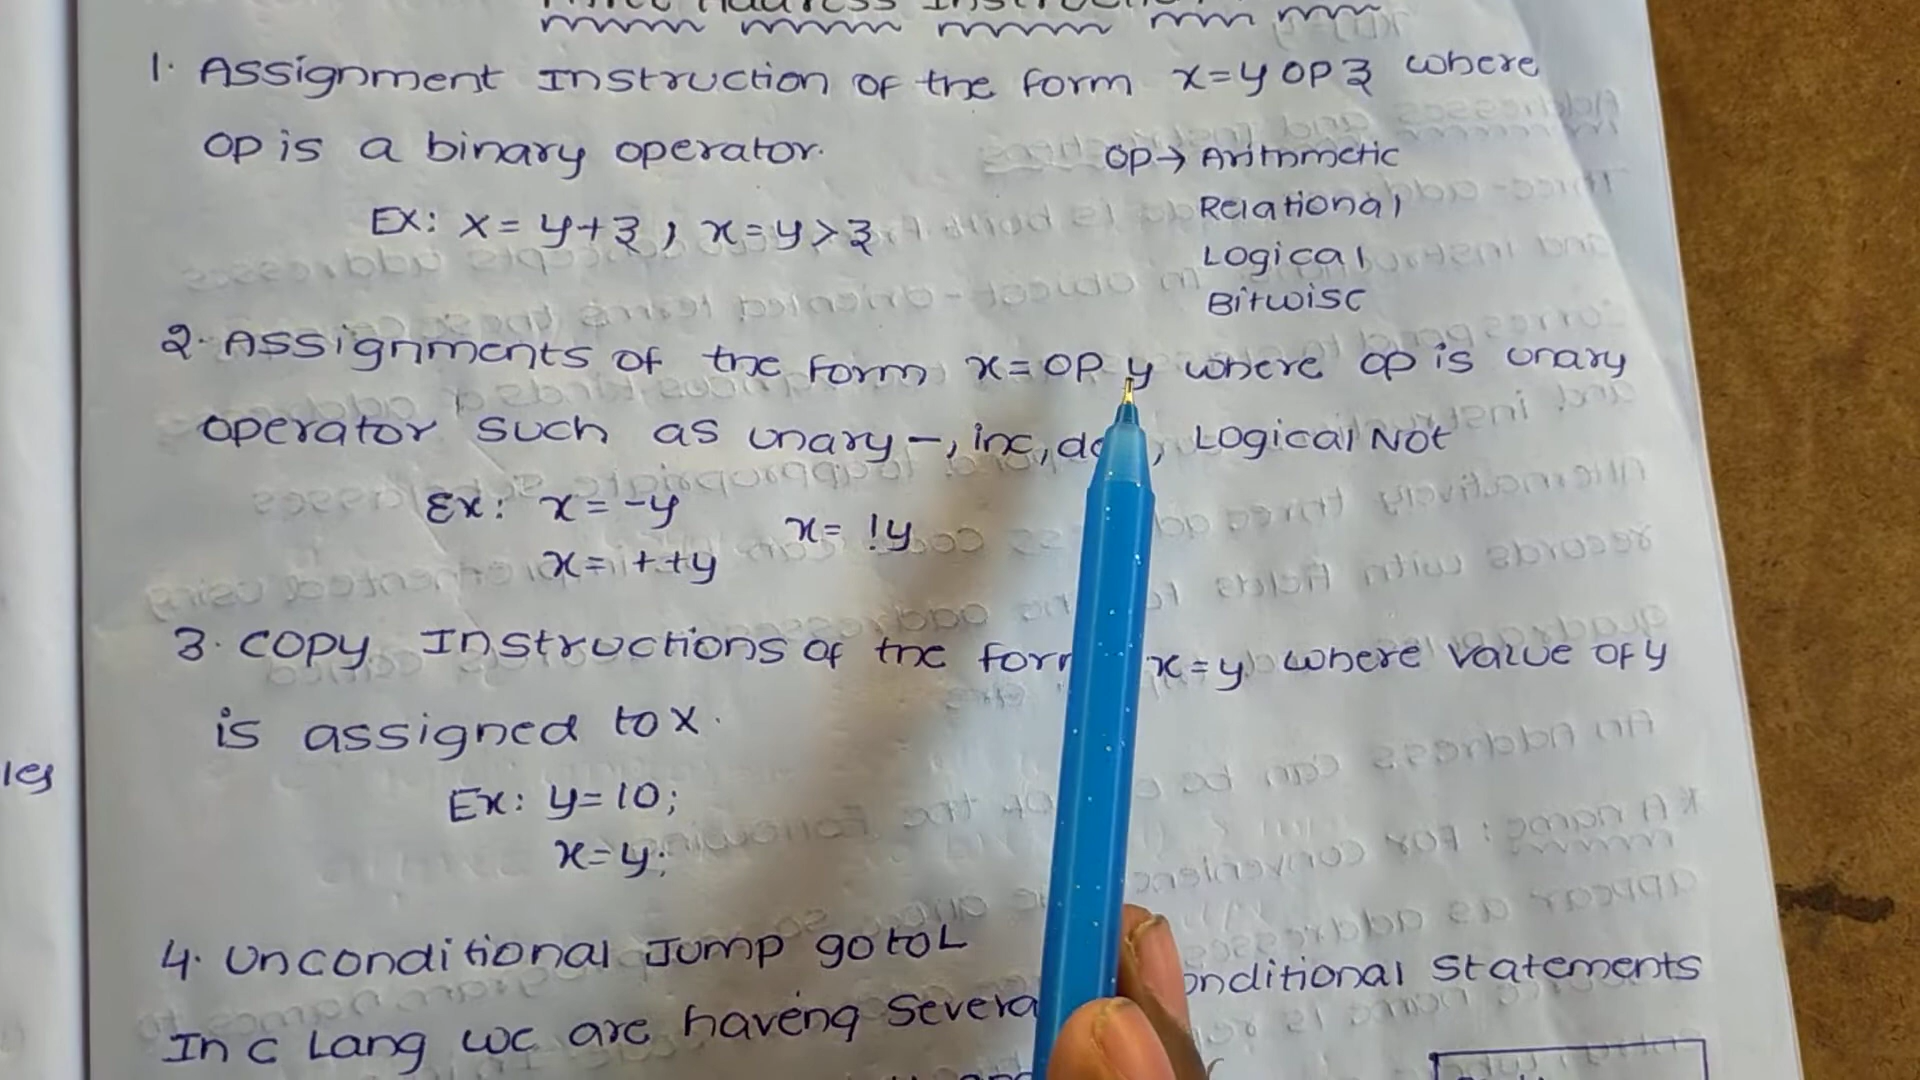 Address Instruc
1. Assignment Instruction of the form x=y op z where
op is a binary operator.
op→ Arithmetic
Ex: x=y+z, x=y>z
Relational
Logical
Bitwise
2. Assignments of the form x=op y where op is unary
operator such as unary -, inc, , Logical Not
Ex: x=-y
x= !y
x=++y
3. Copy Instructions of the x=y where value of y
is assigned to x.
Ex: y=10;
x=y;
4. Unconditional Jump goto L
In C Lang we are having conditional statements